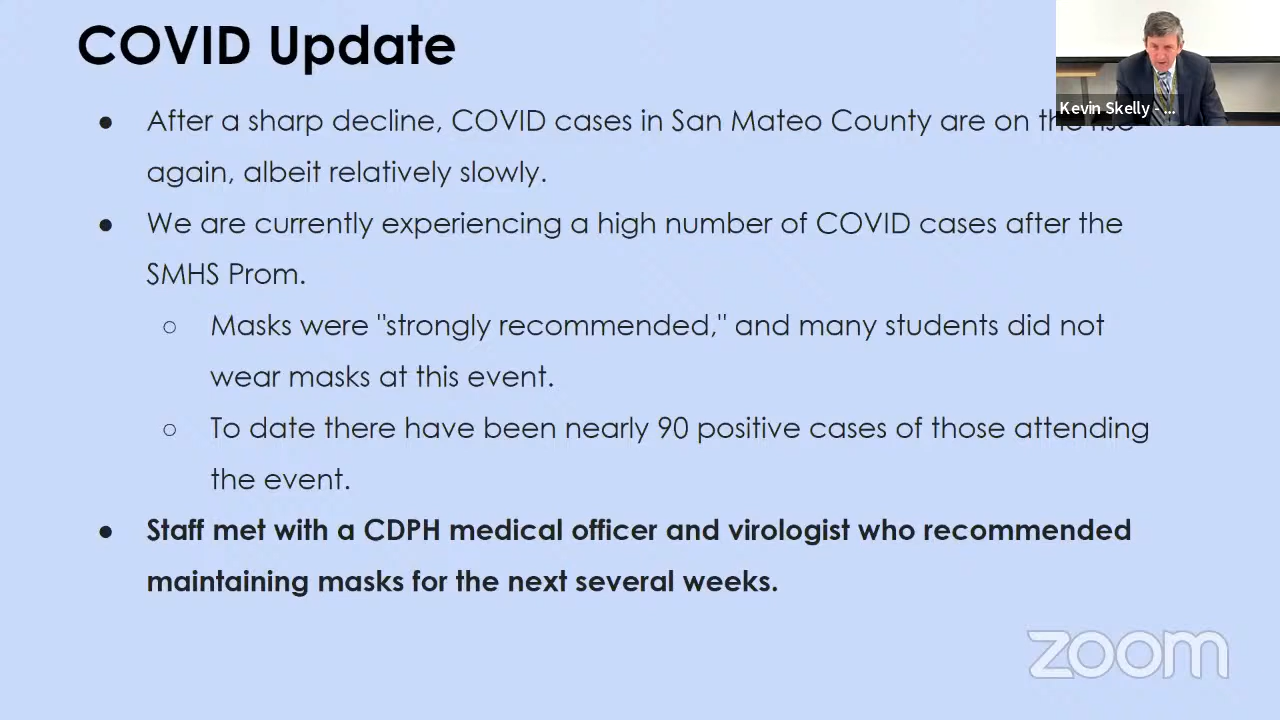 COVID Update
Kevin Skelly - ...
● After a sharp decline, COVID cases in San Mateo County are on the rise
again, albeit relatively slowly.
● We are currently experiencing a high number of COVID cases after the
SMHS Prom.
○ Masks were "strongly recommended," and many students did not
wear masks at this event.
○ To date there have been nearly 90 positive cases of those attending
the event.
● Staff met with a CDPH medical officer and virologist who recommended
maintaining masks for the next several weeks.
zoom